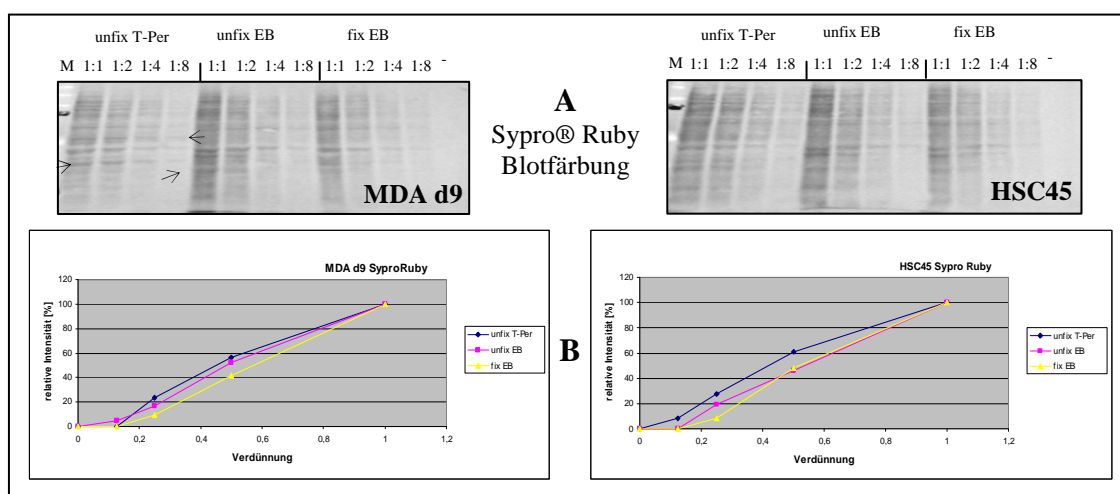 unfix T-Per unfix EB fix EB
M 1:1 1:2 1:4 1:8 1:1 1:2 1:4 1:8 1:1 1:2 1:4 1:8 -
MDA d9
A
Sypro® Ruby
Blotfärbung
unfix T-Per unfix EB fix EB
M 1:1 1:2 1:4 1:8 1:1 1:2 1:4 1:8 1:1 1:2 1:4 1:8 -
HSC45
MDA d9 SyproRuby
relative Intensität [%]
120
100
80
60
40
20
0
0 0,2 0,4 0,6 0,8 1 1,2
Verdünnung
unfix T-Per
unfix EB
fix EB
B
HSC45 Sypro Ruby
relative Intensität [%]
120
100
80
60
40
20
0
0 0,2 0,4 0,6 0,8 1 1,2
Verdünnung
unfix T-Per
unfix EB
fix EB